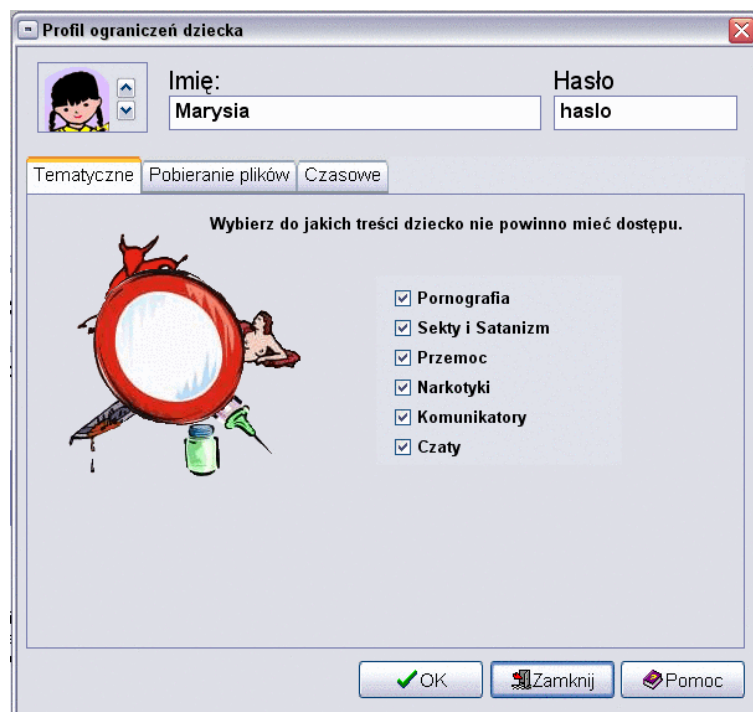 Profil ograniczeń dziecka
Imię:
Hasło
Marysia
haslo
Tematyczne
Pobieranie plików
Czasowe
Wybierz do jakich treści dziecko nie powinno mieć dostępu.
Pornografia
Sekty i Satanizm
Przemoc
Narkotyki
Komunikatory
Czaty
OK
Zamknij
Pomoc